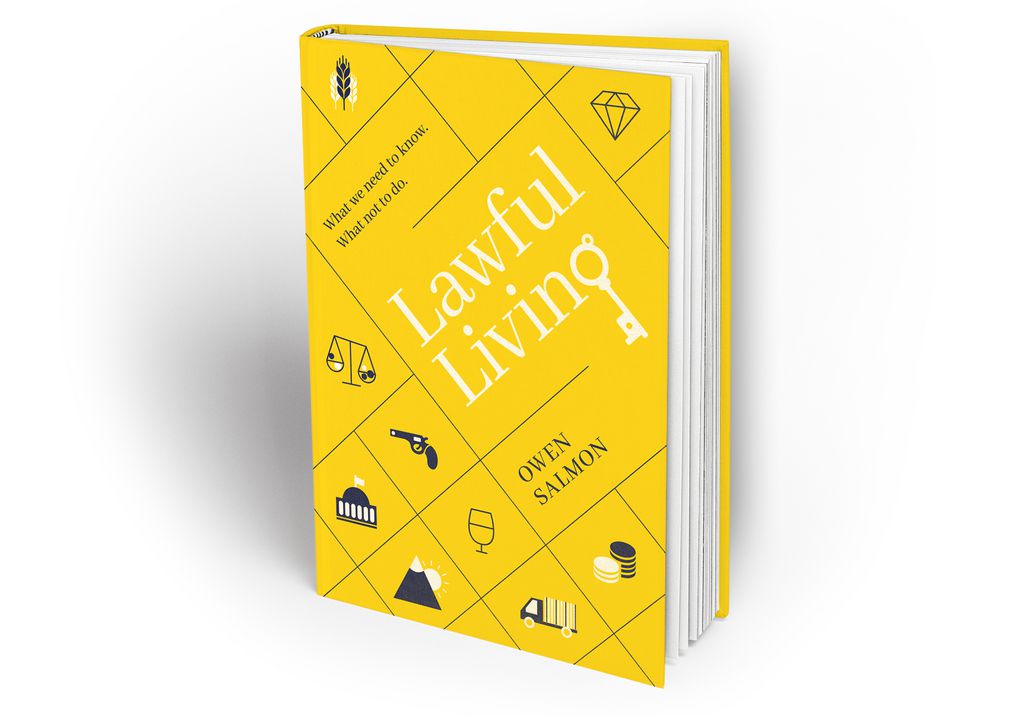 What we need to know.
What not to do.
Lawful
Living
OWEN
SALMON